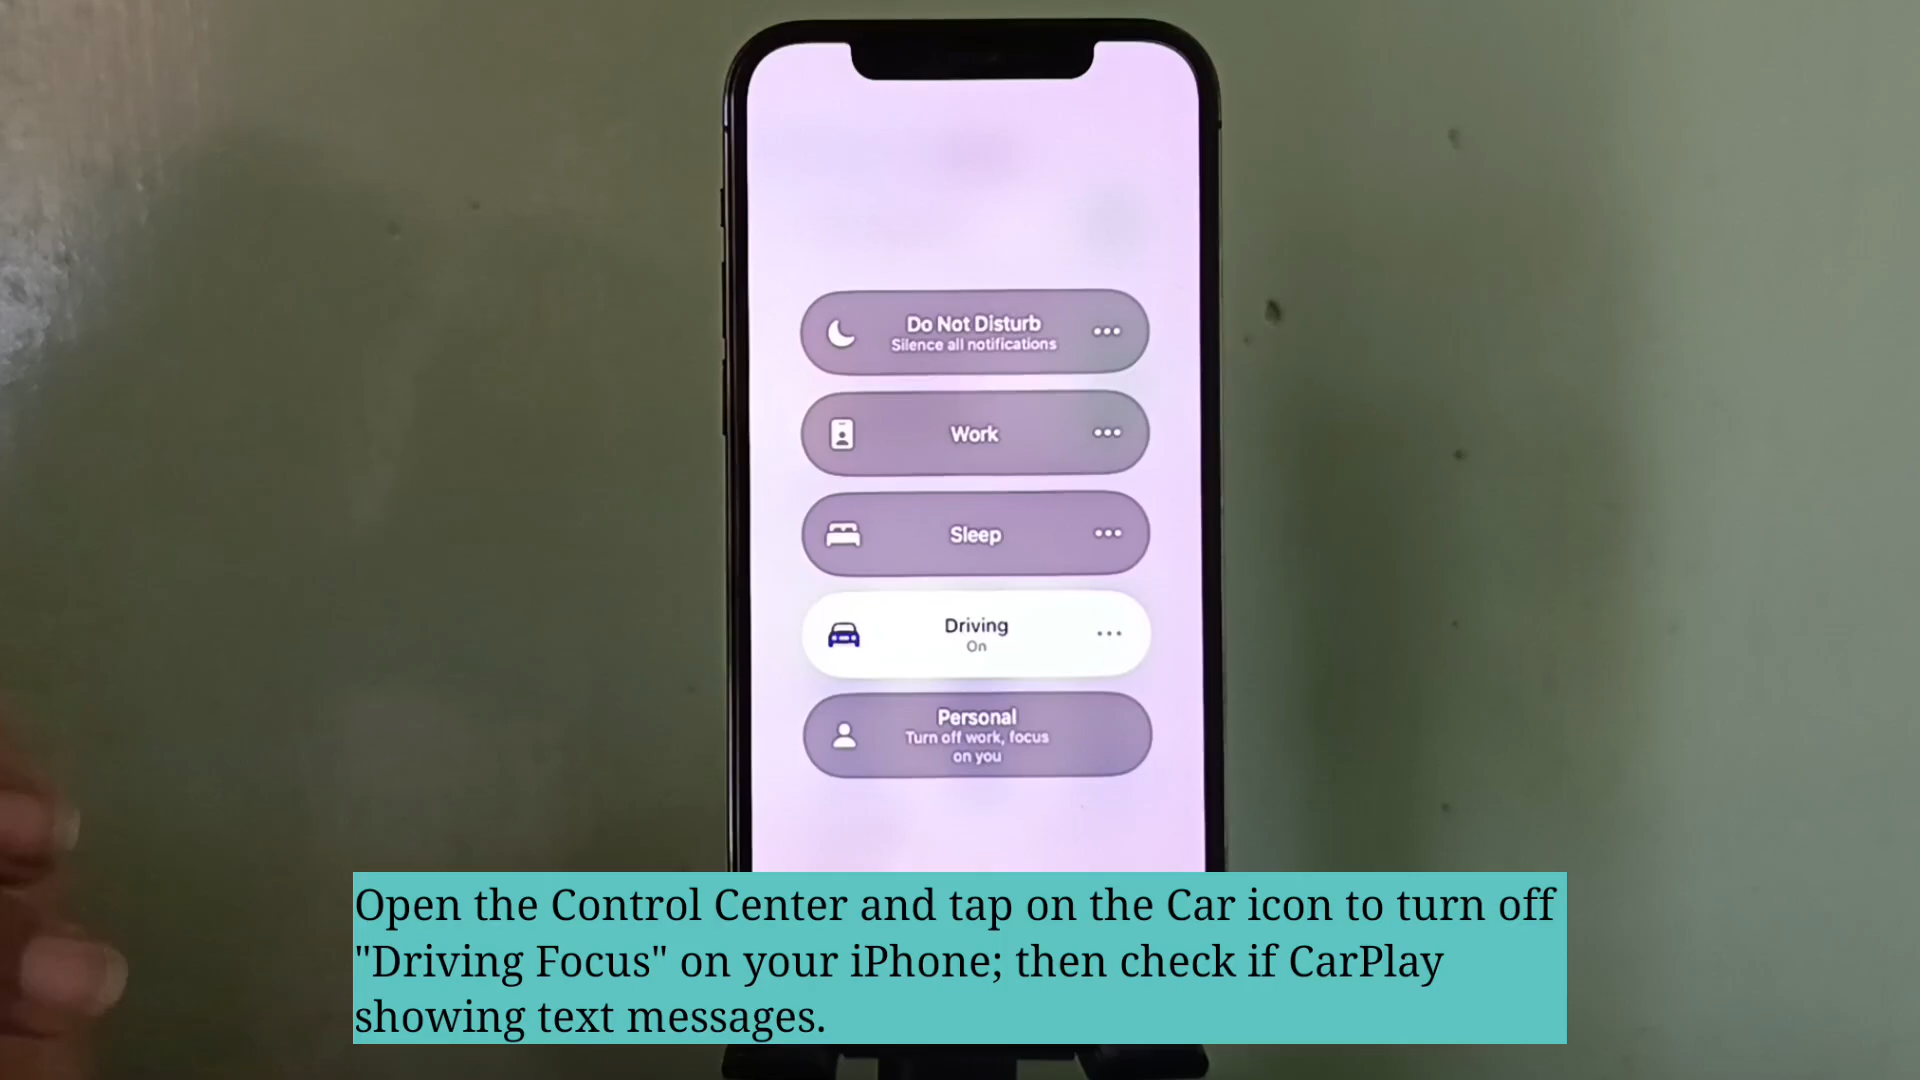 Do Not Disturb
Silence all notifications
Work
Sleep
Driving
On
Personal
Turn off work, focus
on you
Open the Control Center and tap on the Car icon to turn off
"Driving Focus" on your iPhone; then check if CarPlay
showing text messages.